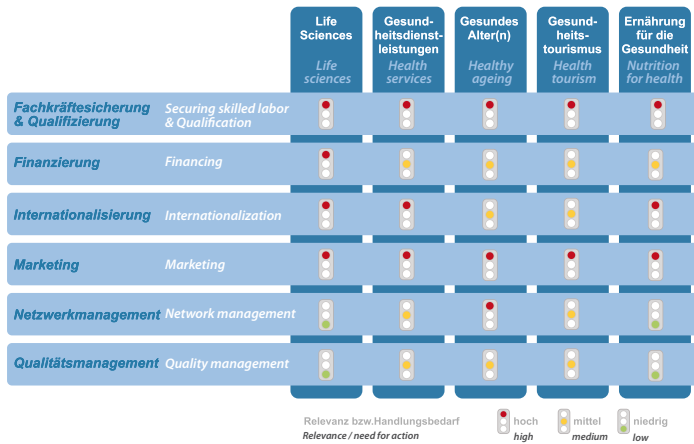 Life
Sciences
Life
sciences
Gesund-
heitsdienst-
leistungen
Health
services
Gesundes
Alter(n)
Healthy
ageing
Gesund-
heits-
tourismus
Health
tourism
Ernährung
für die
Gesundheit
Nutrition
for health
Fachkräftesicherung
& Qualifizierung
Securing skilled labor
& Qualification
Finanzierung
Financing
Internationalisierung
Internationalization
Marketing
Marketing
Netzwerkmanagement
Network management
Qualitätsmanagement
Quality management
Relevanz bzw.Handlungsbedarf
Relevance / need for action
hoch
high
mittel
medium
niedrig
low